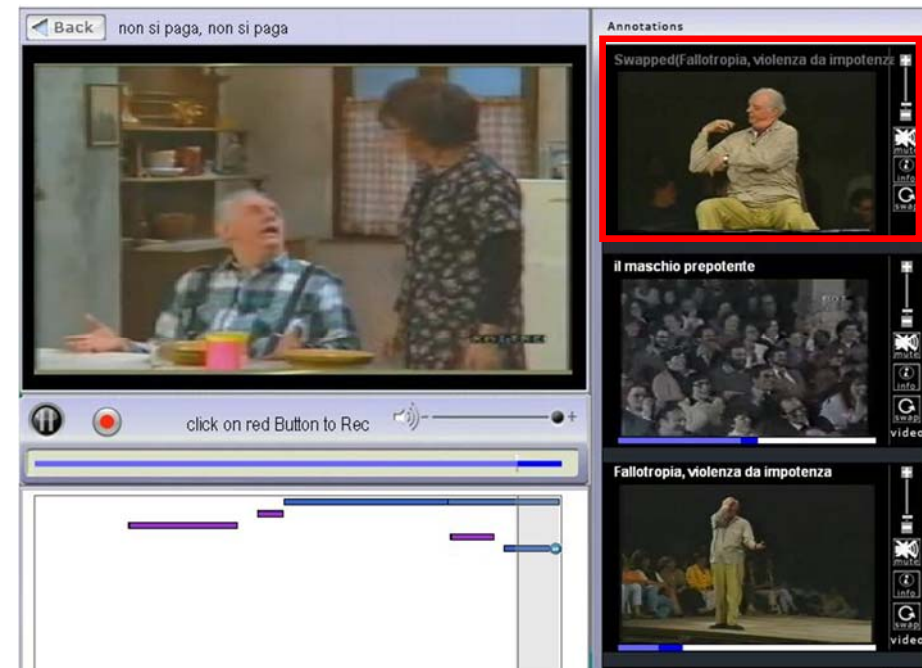 Back
non si paga, non si paga
click on red Button to Rec
Annotations
Swapped(Fallotropia, violenza da impotenza
mute
info
swap
il maschio prepotente
mute
info
swap
video
Fallotropia, violenza da impotenza
mute
info
swap
video